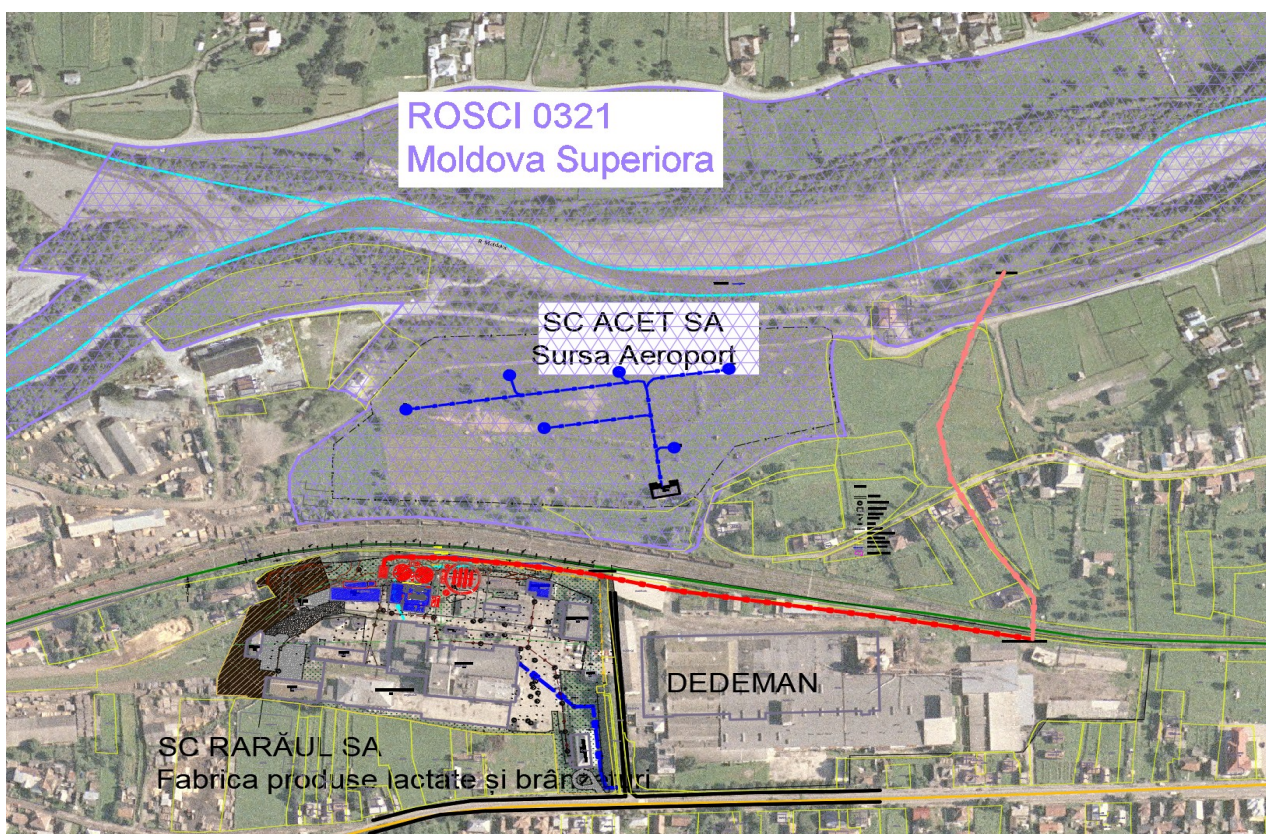 ROSCI 0321
Moldova Superiora
SC ACET SA
Sursa Aeroport
DEDEMAN
SC RARĂUL SA
Fabrica produse lactate și brânzeturi